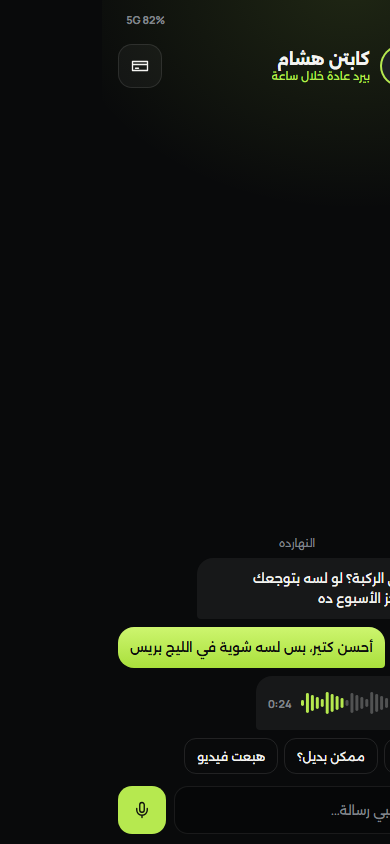 5G 82%
كابتن هشام
بيرد عادة خلال ساعة
النهارده
الركبة؟ لو لسه بتوجعك
الأسبوع ده
أحسن كتير، بس لسه شوية في الليج بريس
0:24
ممكن بديل؟
هبعت فيديو
رسالة...